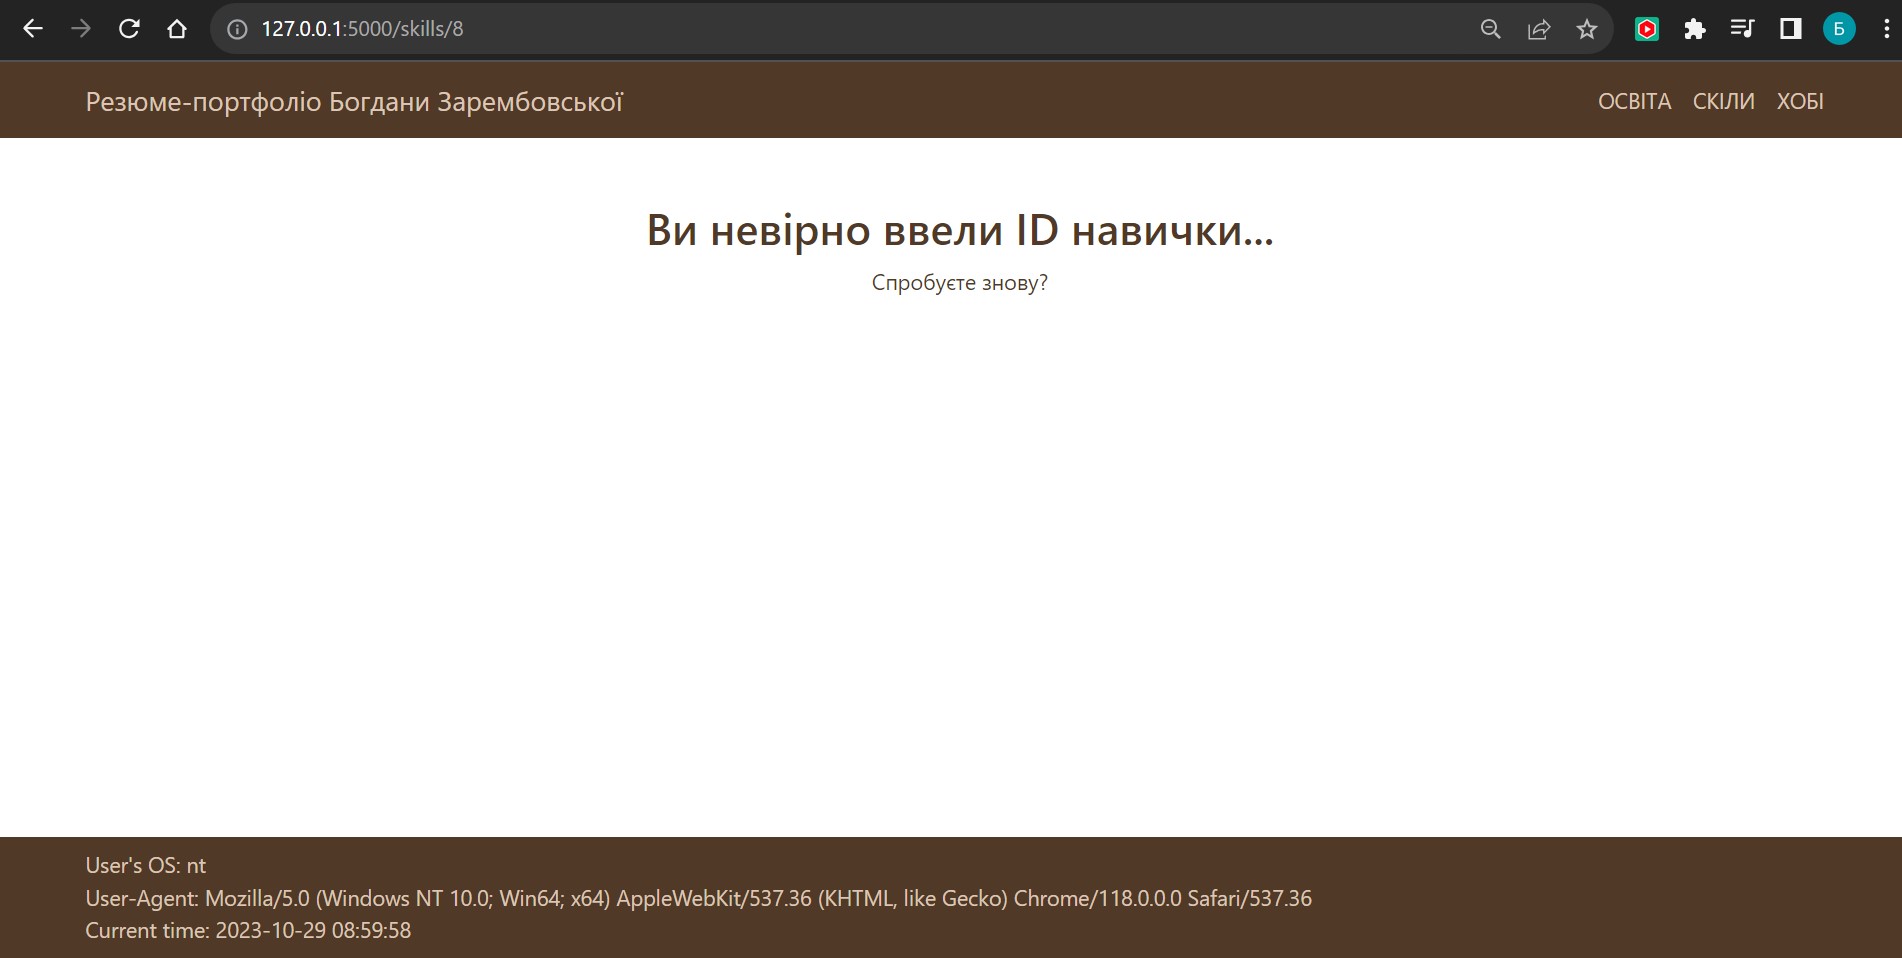 127.0.0.1:5000/skills/8
Б
Резюме-портфоліо Богдани Зарембовської
ОСВІТА СКІЛИ ХОБІ
Ви невірно ввели ID навички...
Спробуєте знову?
User's OS: nt
User-Agent: Mozilla/5.0 (Windows NT 10.0; Win64; x64) AppleWebKit/537.36 (KHTML, like Gecko) Chrome/118.0.0.0 Safari/537.36
Current time: 2023-10-29 08:59:58